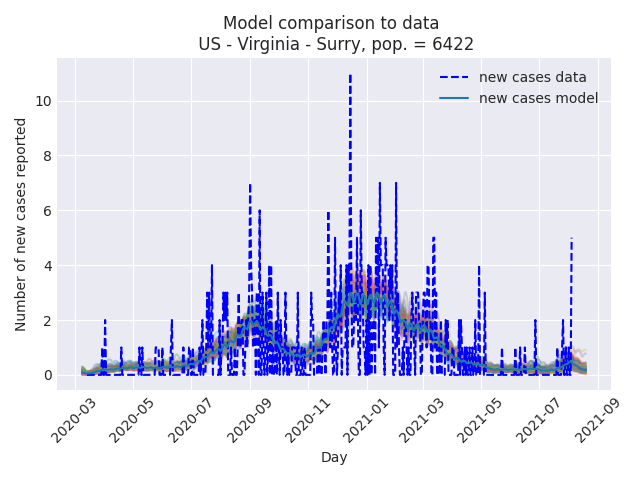 Model comparison to data
US - Virginia - Surry, pop. = 6422
new cases data
new cases model
Number of new cases reported
10
8
6
4
2
0
2020-03
2020-05
2020-07
2020-09
2020-11
2021-01
2021-03
2021-05
2021-07
2021-09
Day